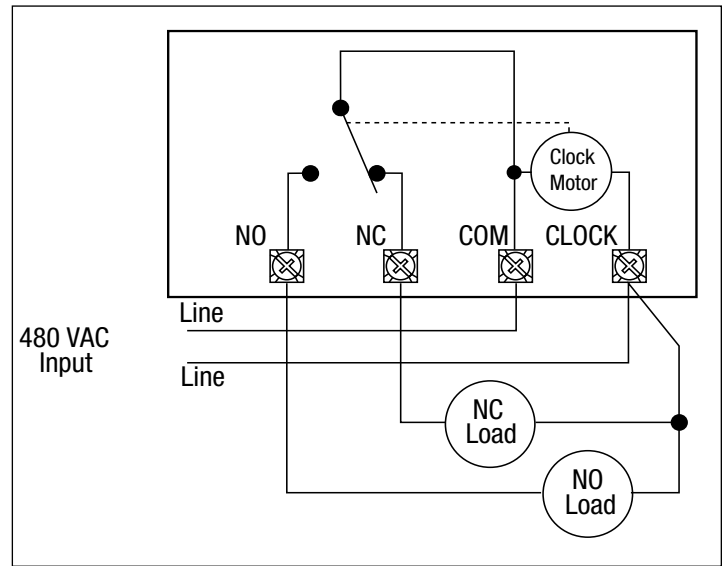 Clock
Motor
NO
NC
COM
CLOCK
Line
480 VAC
Input
Line
NC
Load
NO
Load